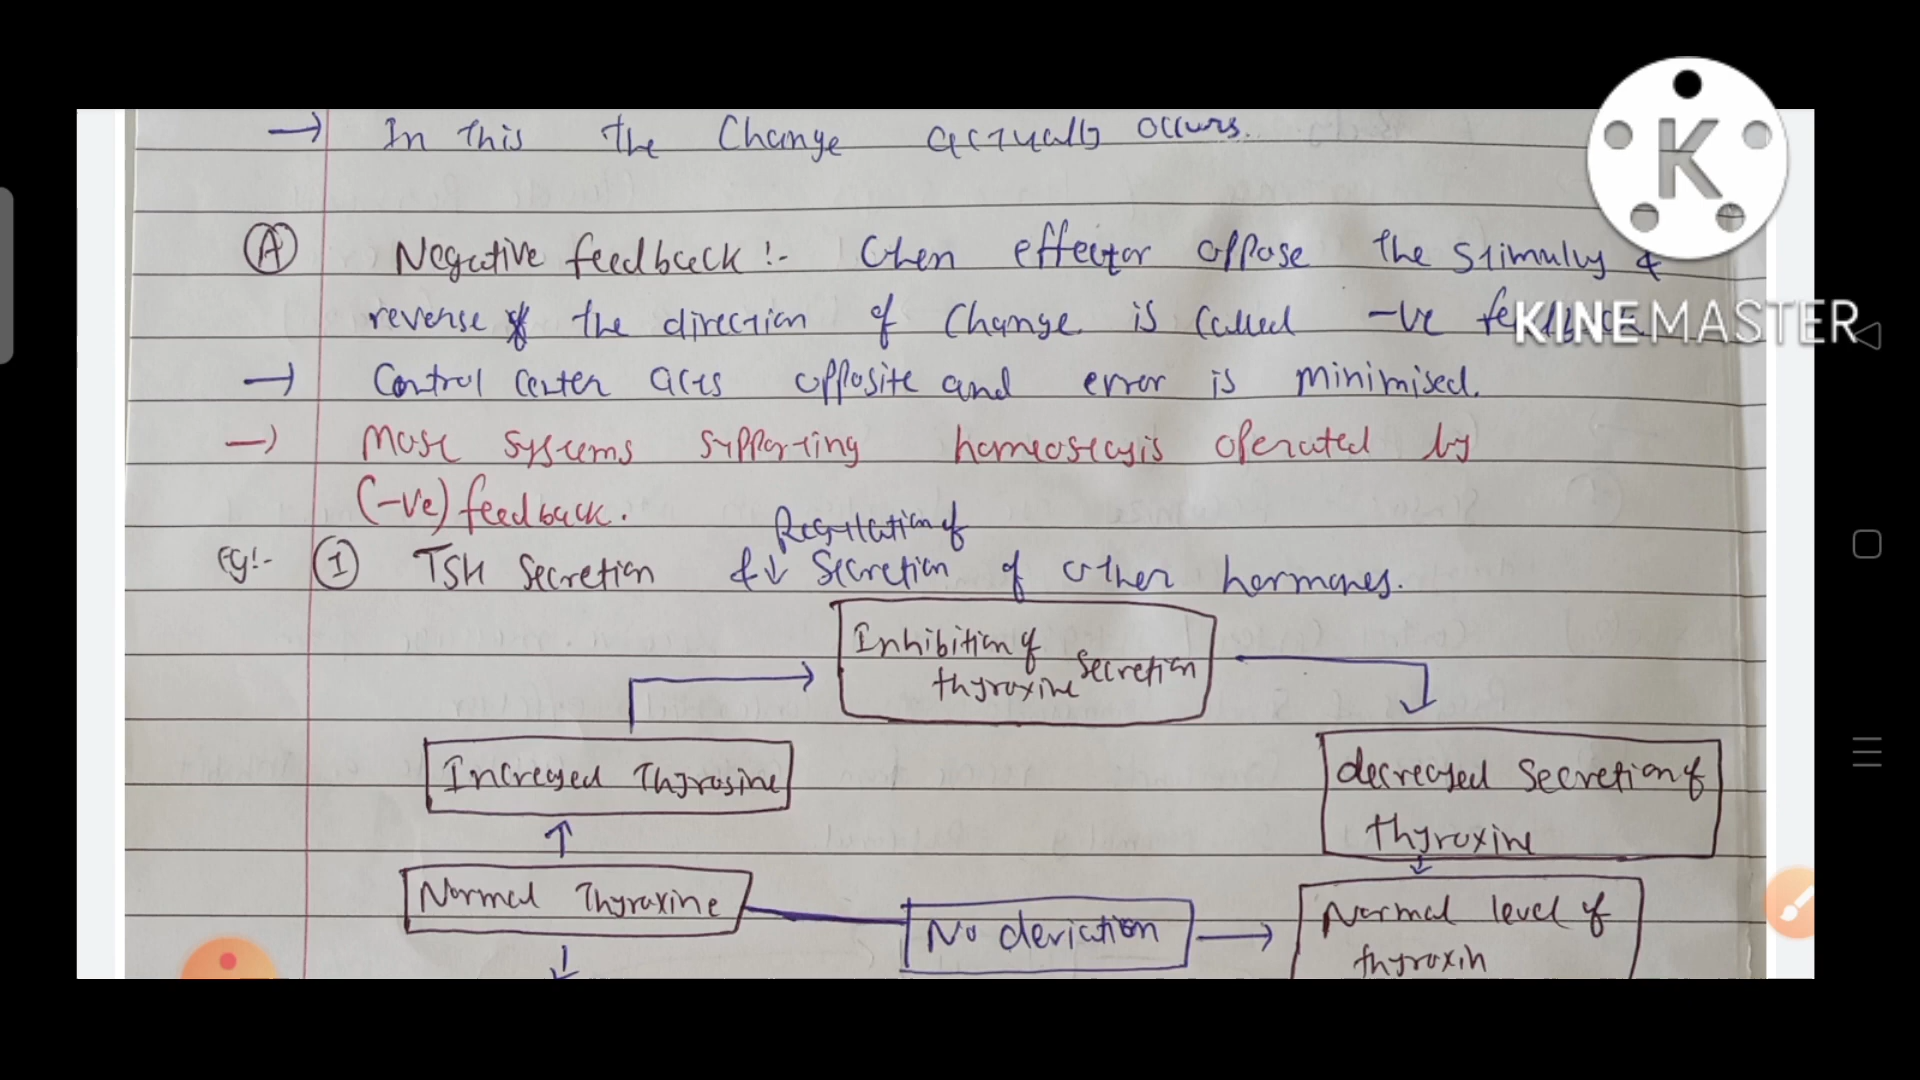 → In this the Change actually occurs.
K
A Negative feedback :- When effector oppose the stimulus &
reverse the direction of Change is called -ve feedback
KINEMASTER
→ Control center acts opposite and error is minimised.
→ Most systems supporting homeostasis operated by
(-ve) feedback.
Regulation of
Eg:- 1 TSH Secretion & ↓ Secretion of other hormones.
Inhibition of
thyroxine Secretion
Increased Thyrosine
decreased Secretion of
thyroxine
Normal Thyroxine
No deviation →
Normal level of
thyroxin